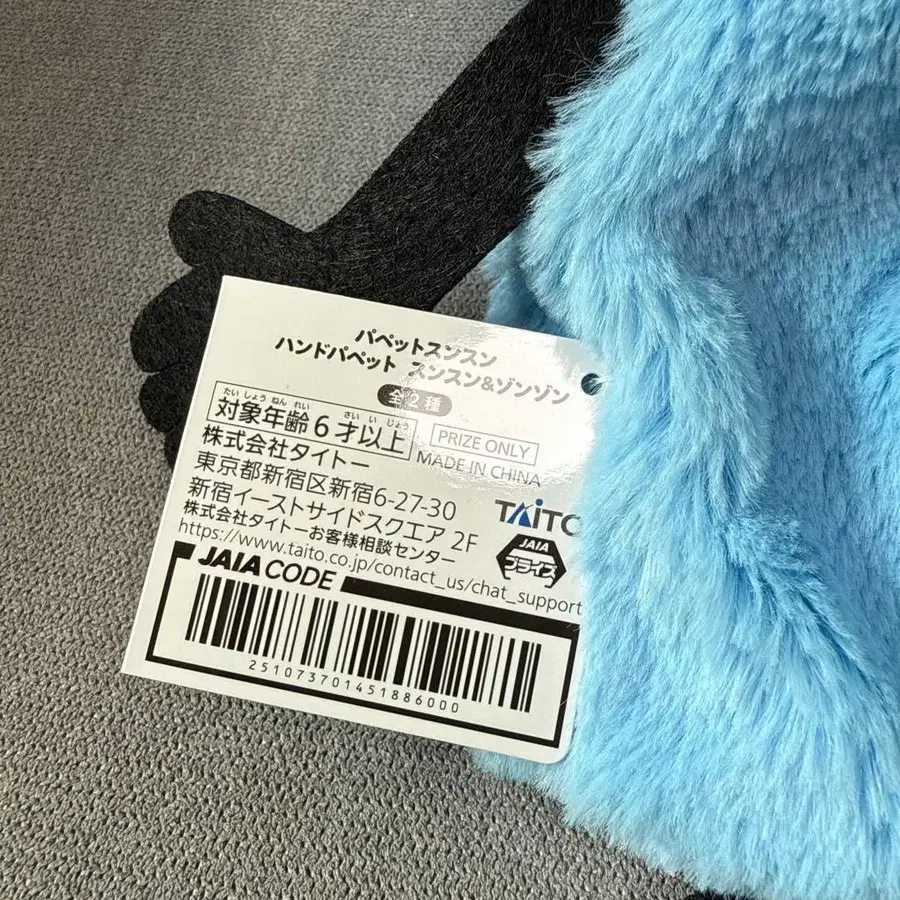 パペットスンスン
ハンドパペット スンスン&ゾンゾン
全2種
たいしょうねんれい さいいじょう
対象年齢6才以上
PRIZE ONLY
株式会社タイトー
MADE IN CHINA
東京都新宿区新宿6-27-30
新宿イーストサイドスクエア 2F
TAITO
株式会社タイトーお客様相談センター
JAIA
プライズ
https://www.taito.co.jp/contact_us/chat_support
JAIA CODE
251073701451886000